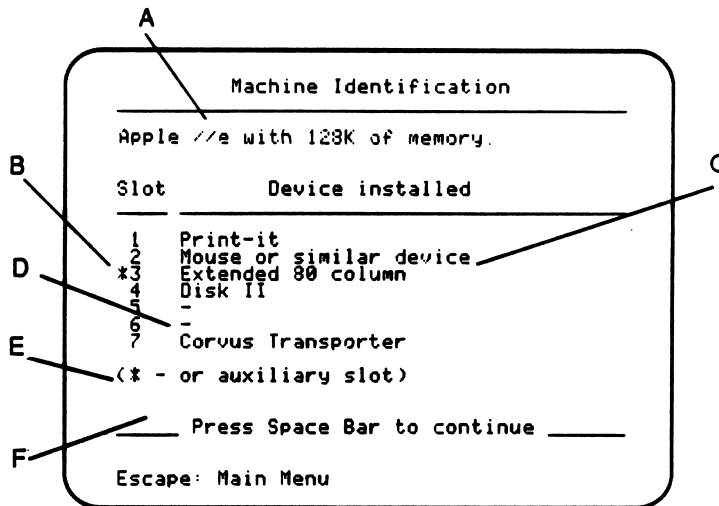 A
Machine Identification
Apple //e with 128K of memory.
B
C
Slot Device installed
1 Print-it
2 Mouse or similar device
*3 Extended 80 column
D
4 Disk II
5 -
6 -
7 Corvus Transporter
E
(* - or auxiliary slot)
Press Space Bar to continue
F
Escape: Main Menu